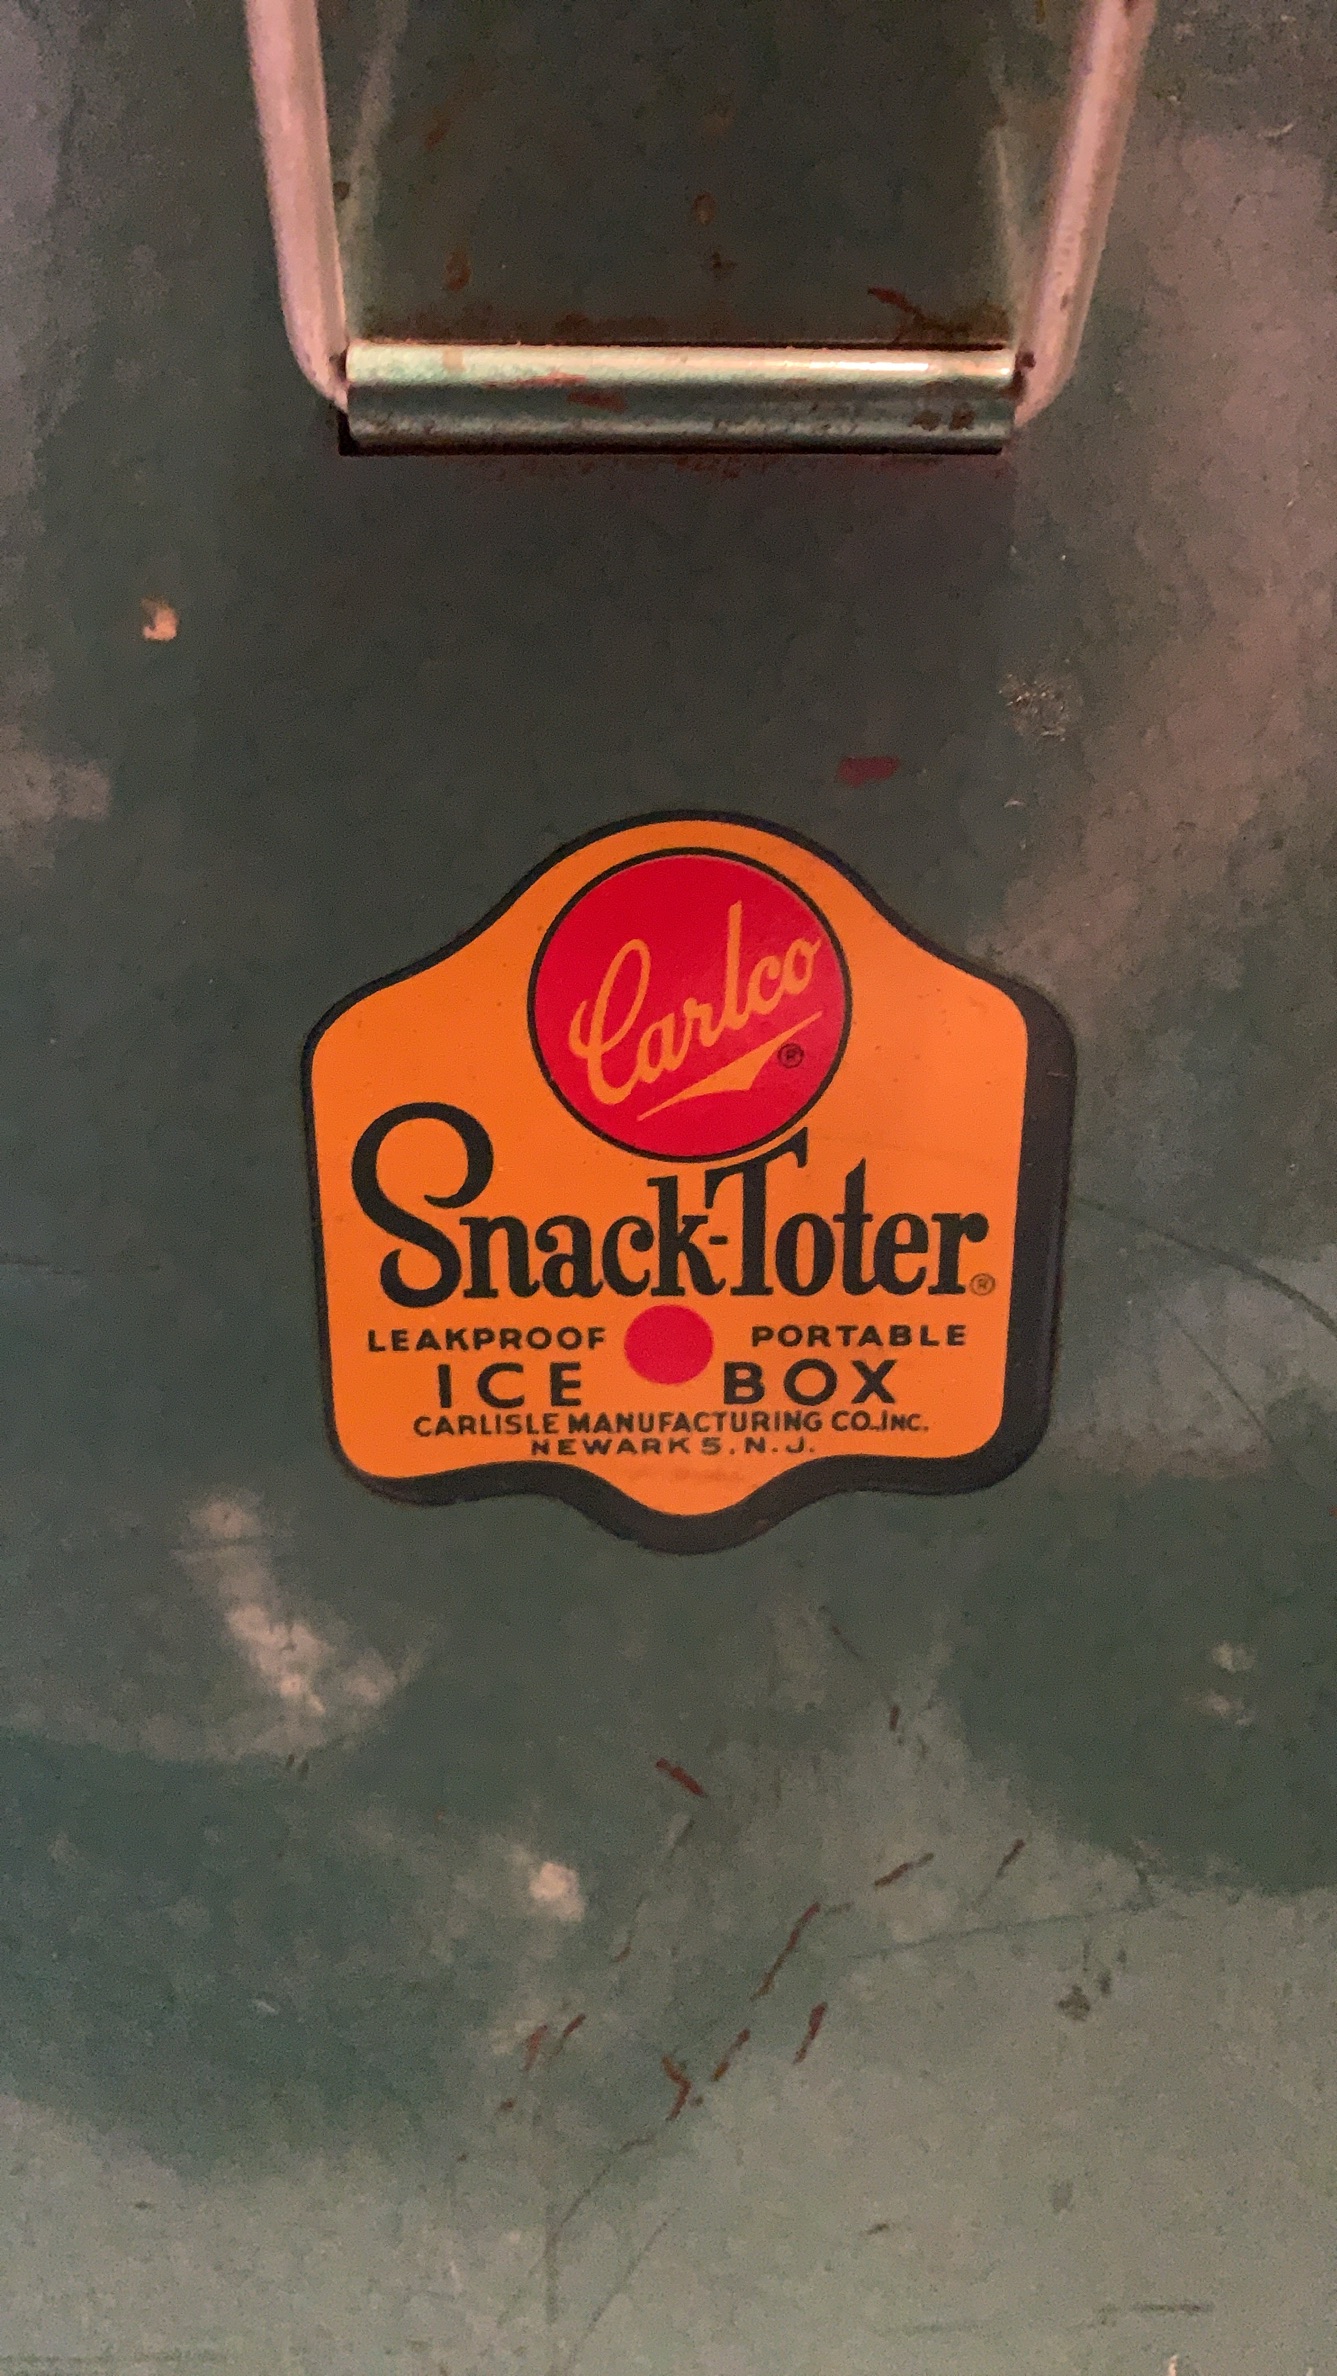 Carlco ®
Snack-Toter ®
LEAKPROOF PORTABLE
ICE BOX
CARLISLE MANUFACTURING CO. INC.
NEWARK 5. N. J.